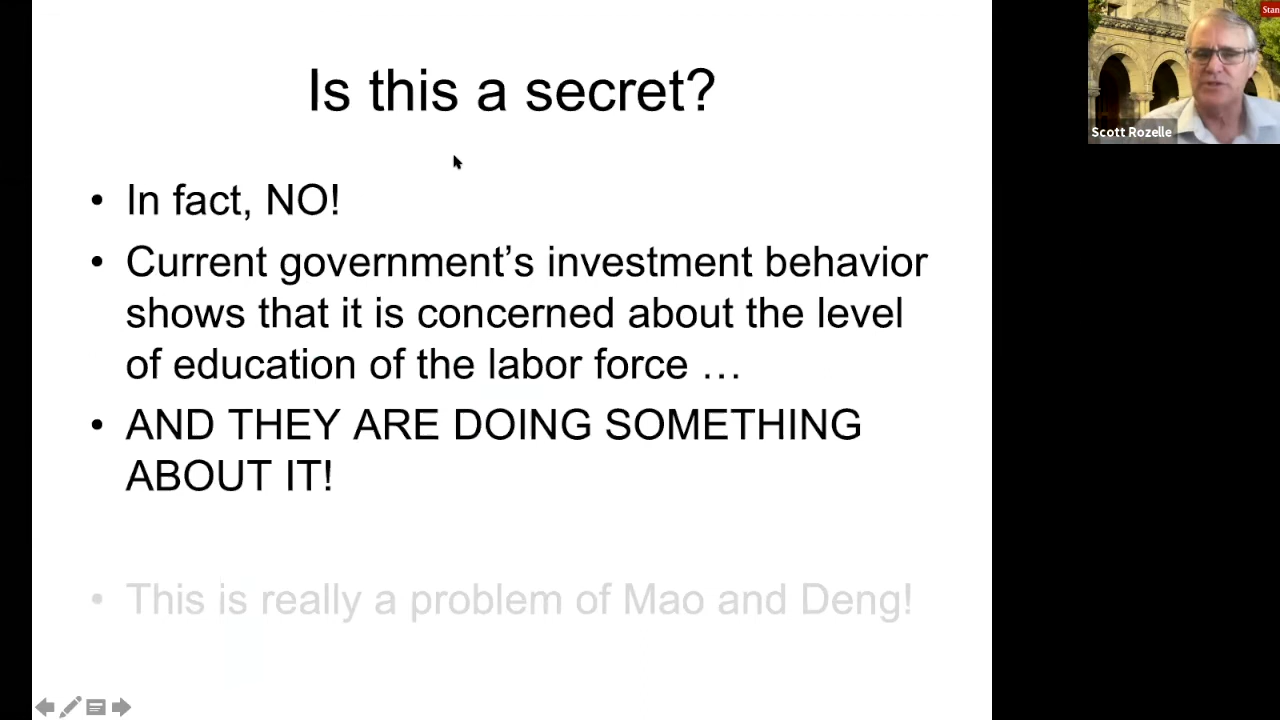 Is this a secret?
• In fact, NO!
• Current government’s investment behavior
shows that it is concerned about the level
of education of the labor force …
• AND THEY ARE DOING SOMETHING
ABOUT IT!
• This is really a problem of Mao and Deng!
Stan
Scott Rozelle